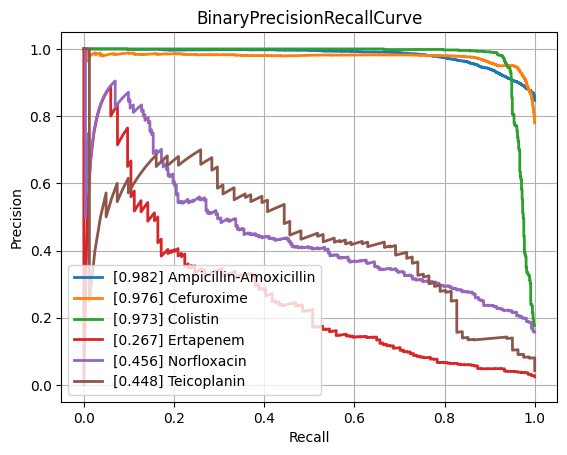 BinaryPrecisionRecallCurve
1.0
0.8
0.6
0.4
0.2
0.0
Precision
[0.982] Ampicillin-Amoxicillin
[0.976] Cefuroxime
[0.973] Colistin
[0.267] Ertapenem
[0.456] Norfloxacin
[0.448] Teicoplanin
0.0 0.2 0.4 0.6 0.8 1.0
Recall